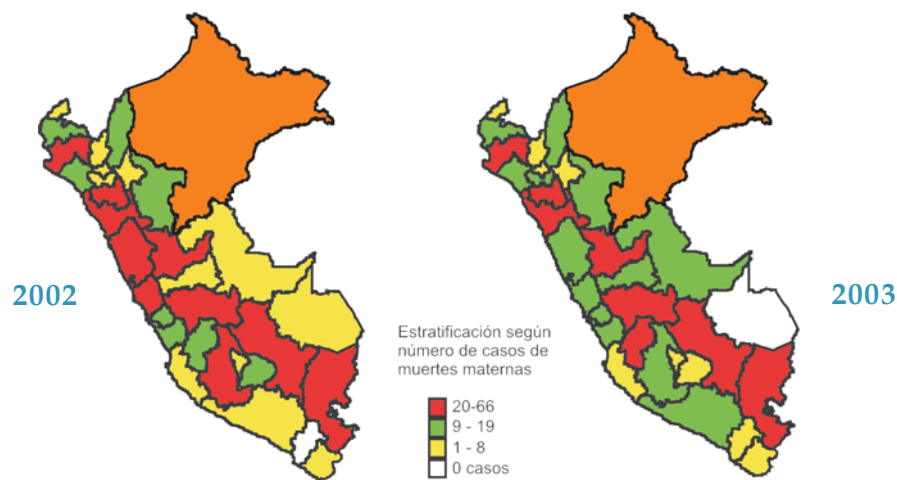 2002
2003
Estratificación según
número de casos de
muertes maternas
20-66
9 - 19
1 - 8
0 casos